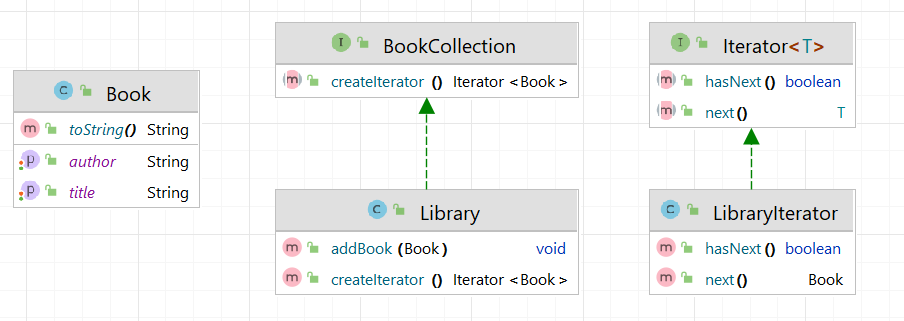 Book
toString() String
author String
title String
BookCollection
createIterator () Iterator <Book>
Library
addBook (Book) void
createIterator () Iterator <Book>
Iterator<T>
hasNext () boolean
next() T
LibraryIterator
hasNext () boolean
next() Book